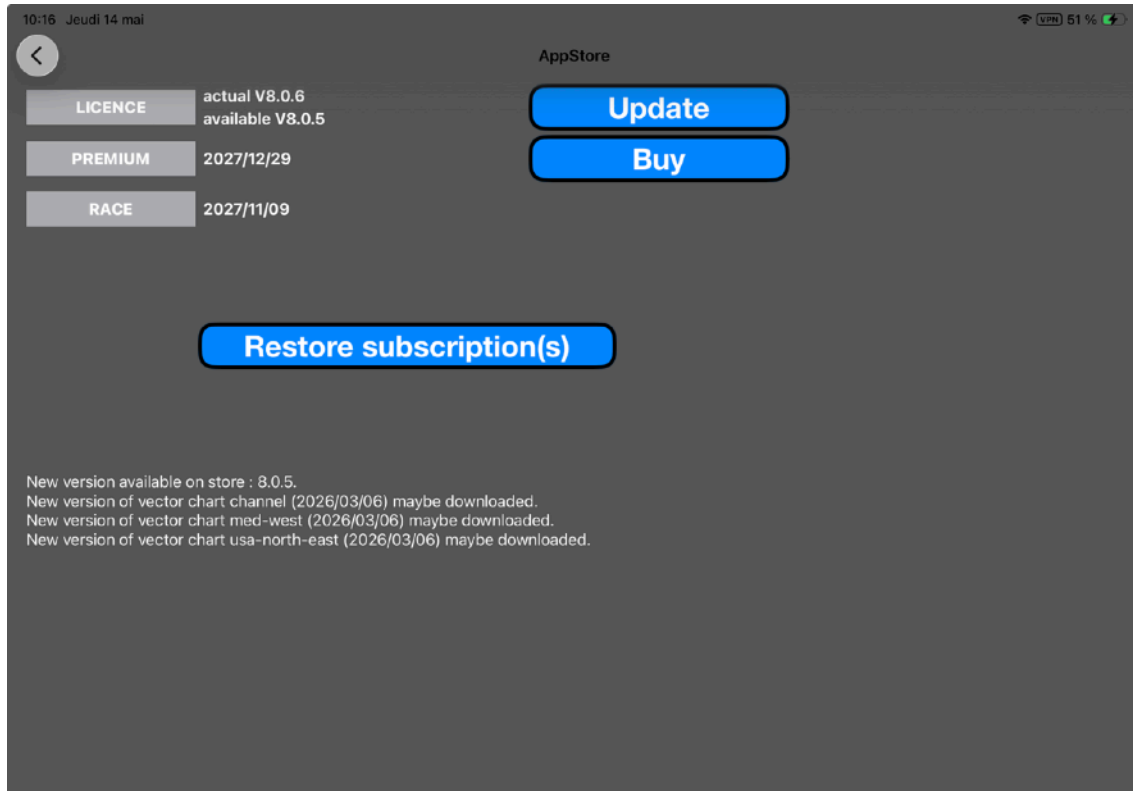 10:16 Jeudi 14 mai
VPN 51 %
AppStore
LICENCE
actual V8.0.6
available V8.0.5
Update
PREMIUM
2027/12/29
Buy
RACE
2027/11/09
Restore subscription(s)
New version available on store : 8.0.5.
New version of vector chart channel (2026/03/06) maybe downloaded.
New version of vector chart med-west (2026/03/06) maybe downloaded.
New version of vector chart usa-north-east (2026/03/06) maybe downloaded.